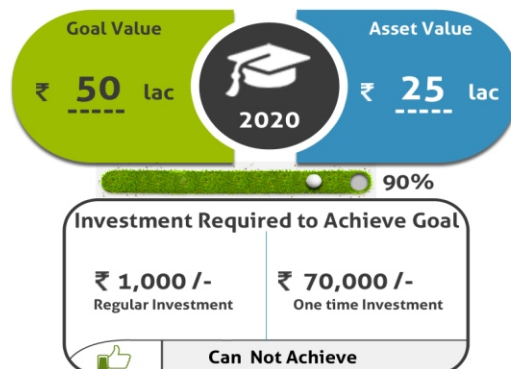 Goal Value
₹ 50 lac
2020
Asset Value
₹ 25 lac
90%
Investment Required to Achieve Goal
₹ 1,000 /-
Regular Investment
₹ 70,000 /-
One time Investment
Can Not Achieve